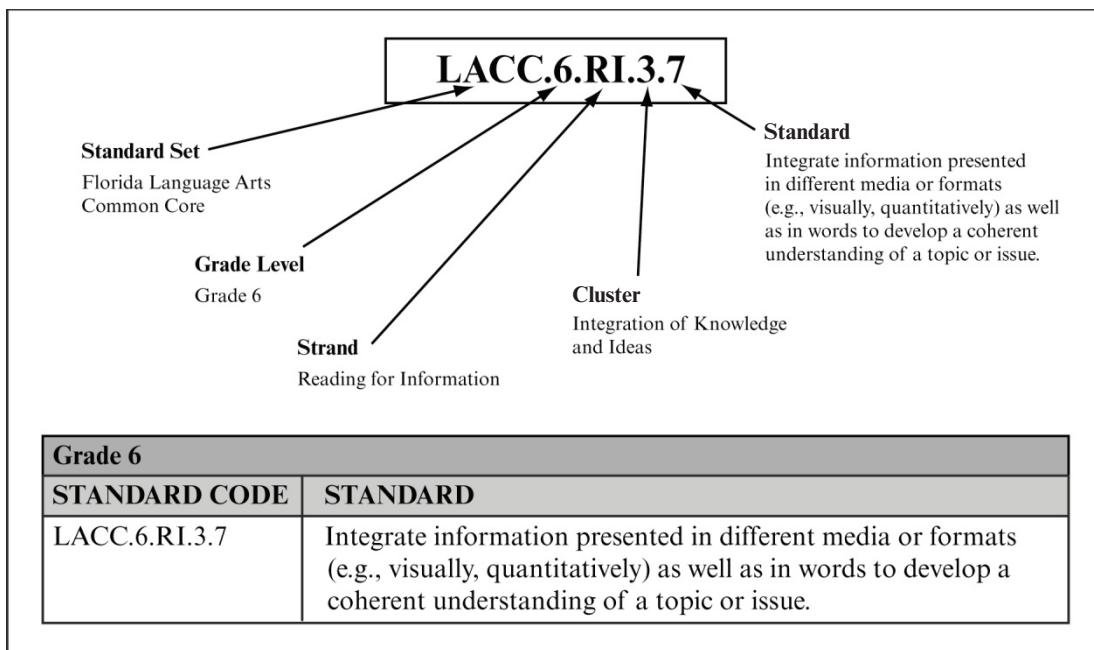 LACC.6.RI.3.7
Standard Set
Florida Language Arts
Common Core
Grade Level
Grade 6
Strand
Reading for Information
Cluster
Integration of Knowledge
and Ideas
Standard
Integrate information presented
in different media or formats
(e.g., visually, quantitatively) as well
as in words to develop a coherent
understanding of a topic or issue.
Grade 6
STANDARD CODE STANDARD
LACC.6.RI.3.7 Integrate information presented in different media or formats
(e.g., visually, quantitatively) as well as in words to develop a
coherent understanding of a topic or issue.